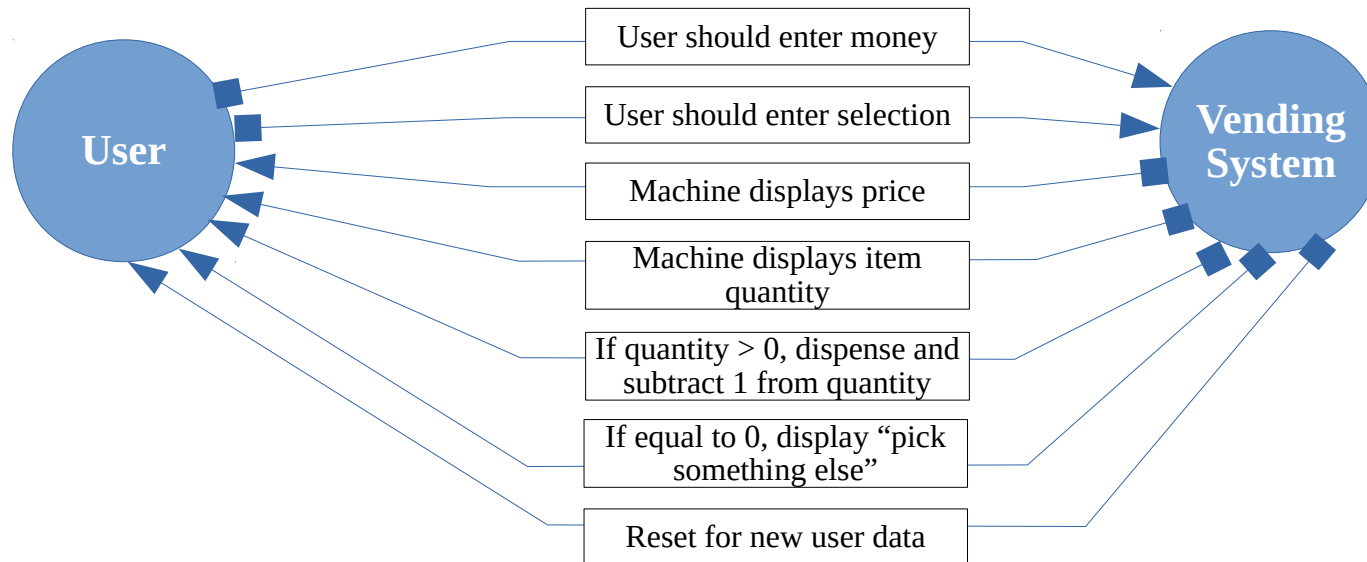 User should enter money
User should enter selection
User
Vending
System
Machine displays price
Machine displays item
quantity
If quantity > 0, dispense and
subtract 1 from quantity
If equal to 0, display “pick
something else”
Reset for new user data